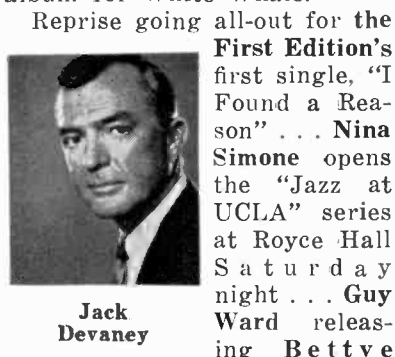 album for White Whale.
Reprise going all-out for the
First Edition's
first single, "I
Found a Rea-
son" . . . Nina
Simone opens
the "Jazz at
UCLA" series
at Royce Hall
Saturday
night . . . Guy
Ward releas-
ing Bettye
Jack
Devaney